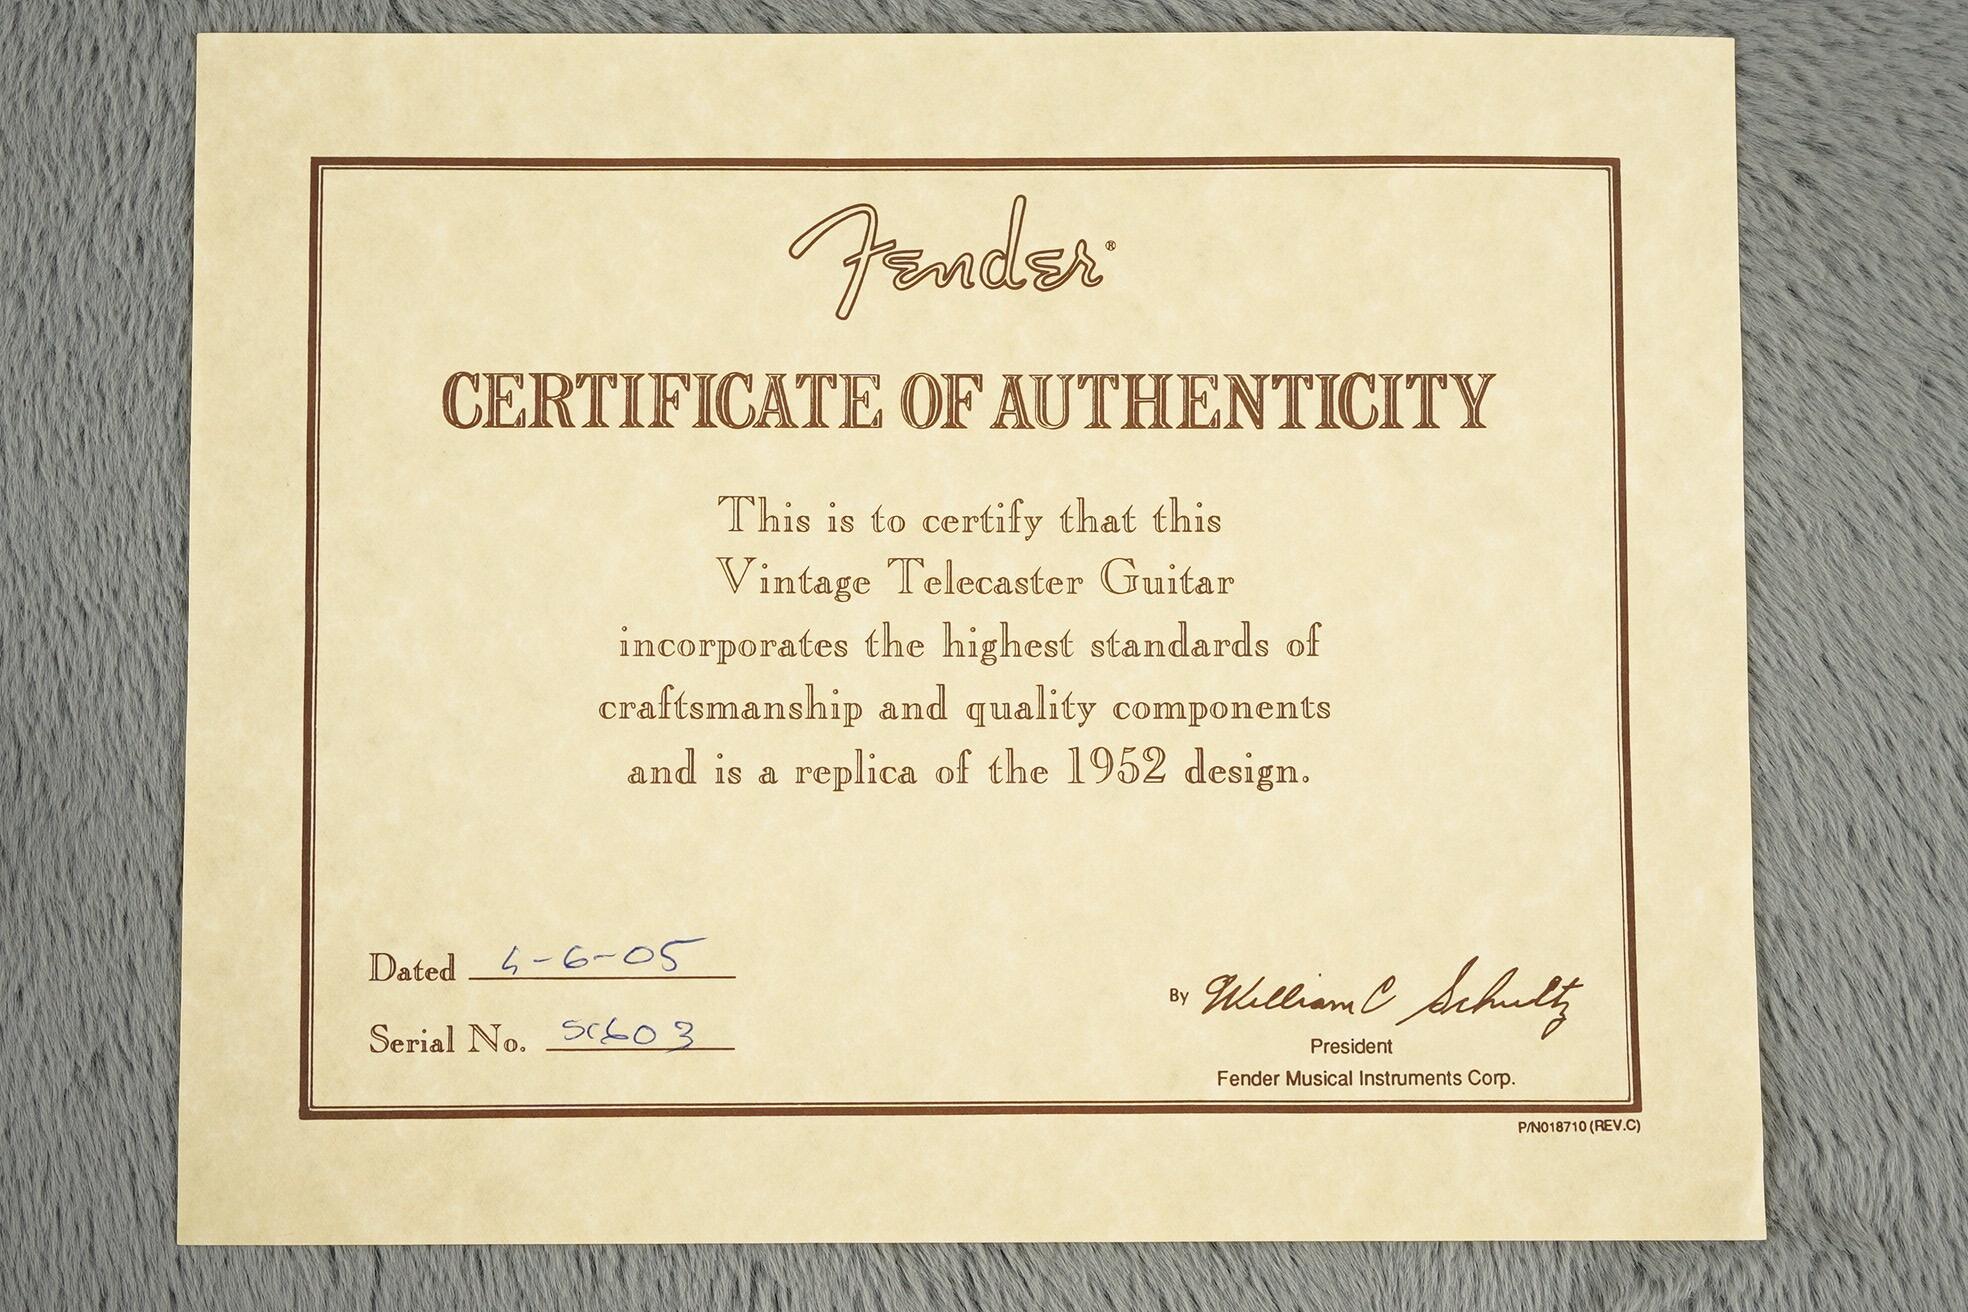 Fender®
CERTIFICATE OF AUTHENTICITY
This is to certify that this
Vintage Telecaster Guitar
incorporates the highest standards of
craftsmanship and quality components
and is a replica of the 1952 design.
Dated 4-6-05
Serial No.
By William C Schultz
President
Fender Musical Instruments Corp.
P/N018710 (REV.C)